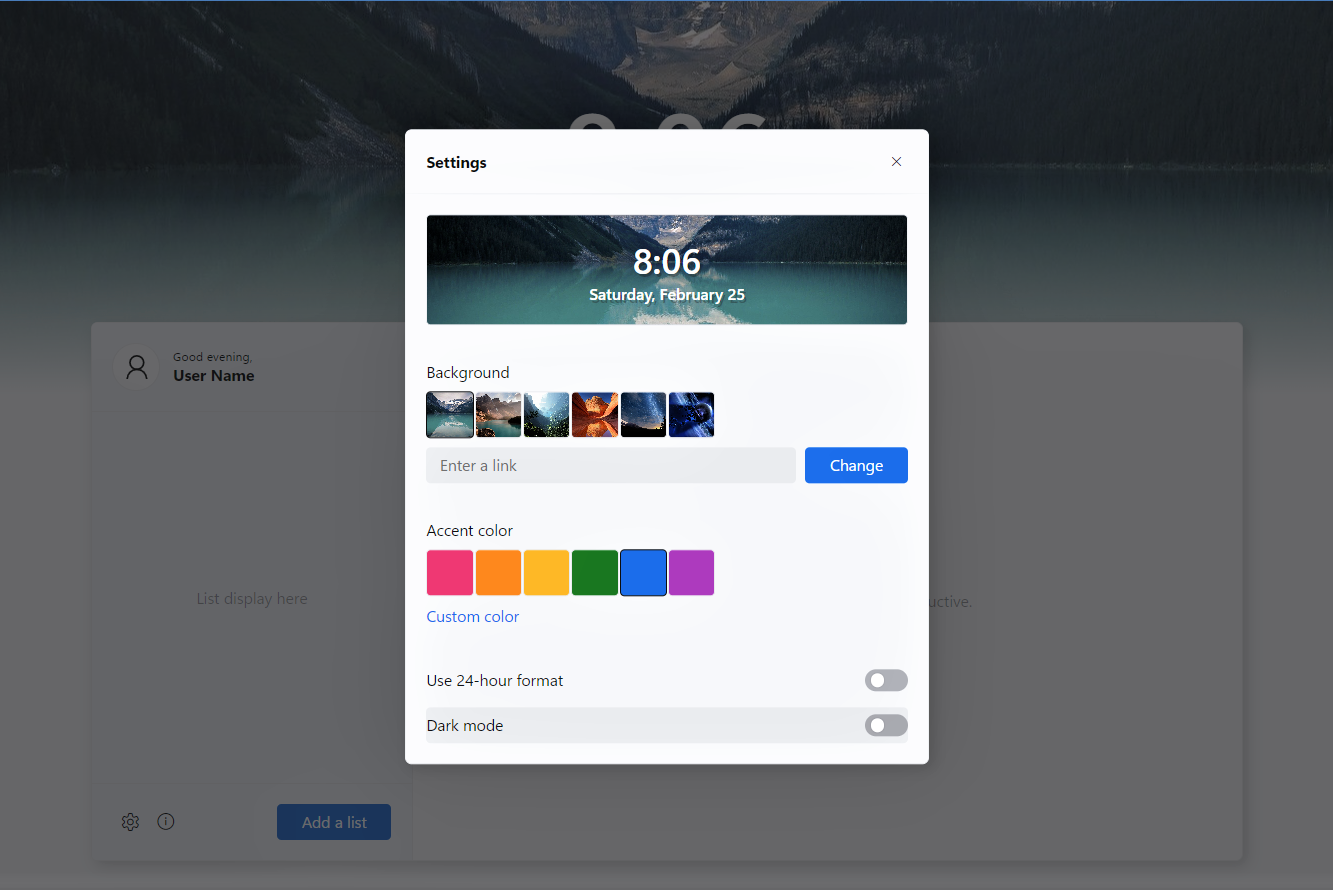 Settings
8:06
Saturday, February 25
Good evening,
User Name
Background
Enter a link
Change
Accent color
List display here
Custom color
Use 24-hour format
Dark mode
Add a list